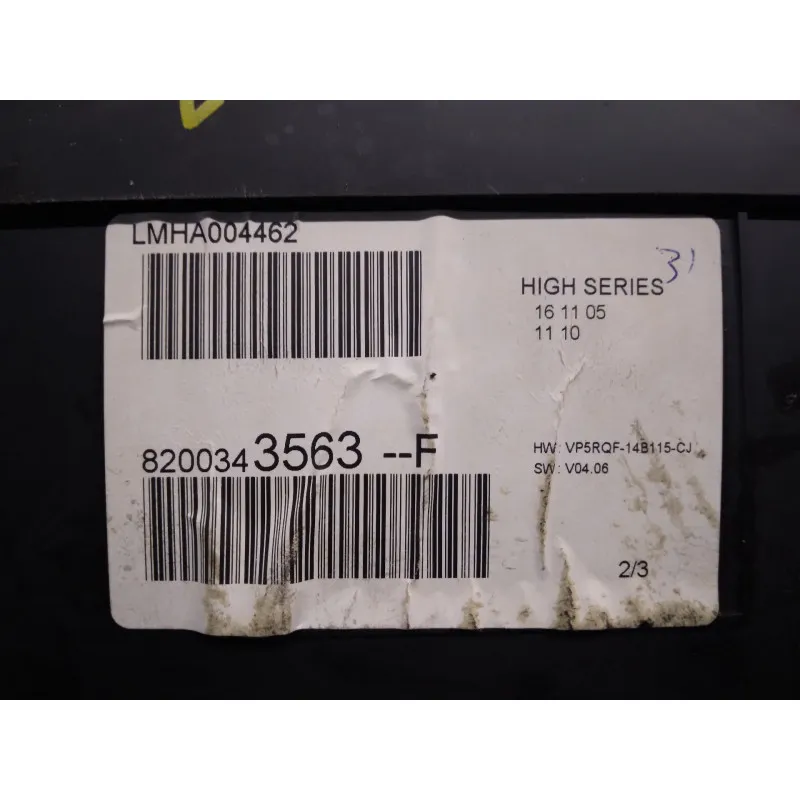 LMHA004462
31
HIGH SERIES
16 11 05
11 10
8200343563 --F
HW: VP5RQF-14B115-CJ
SW: V04.06
2/3